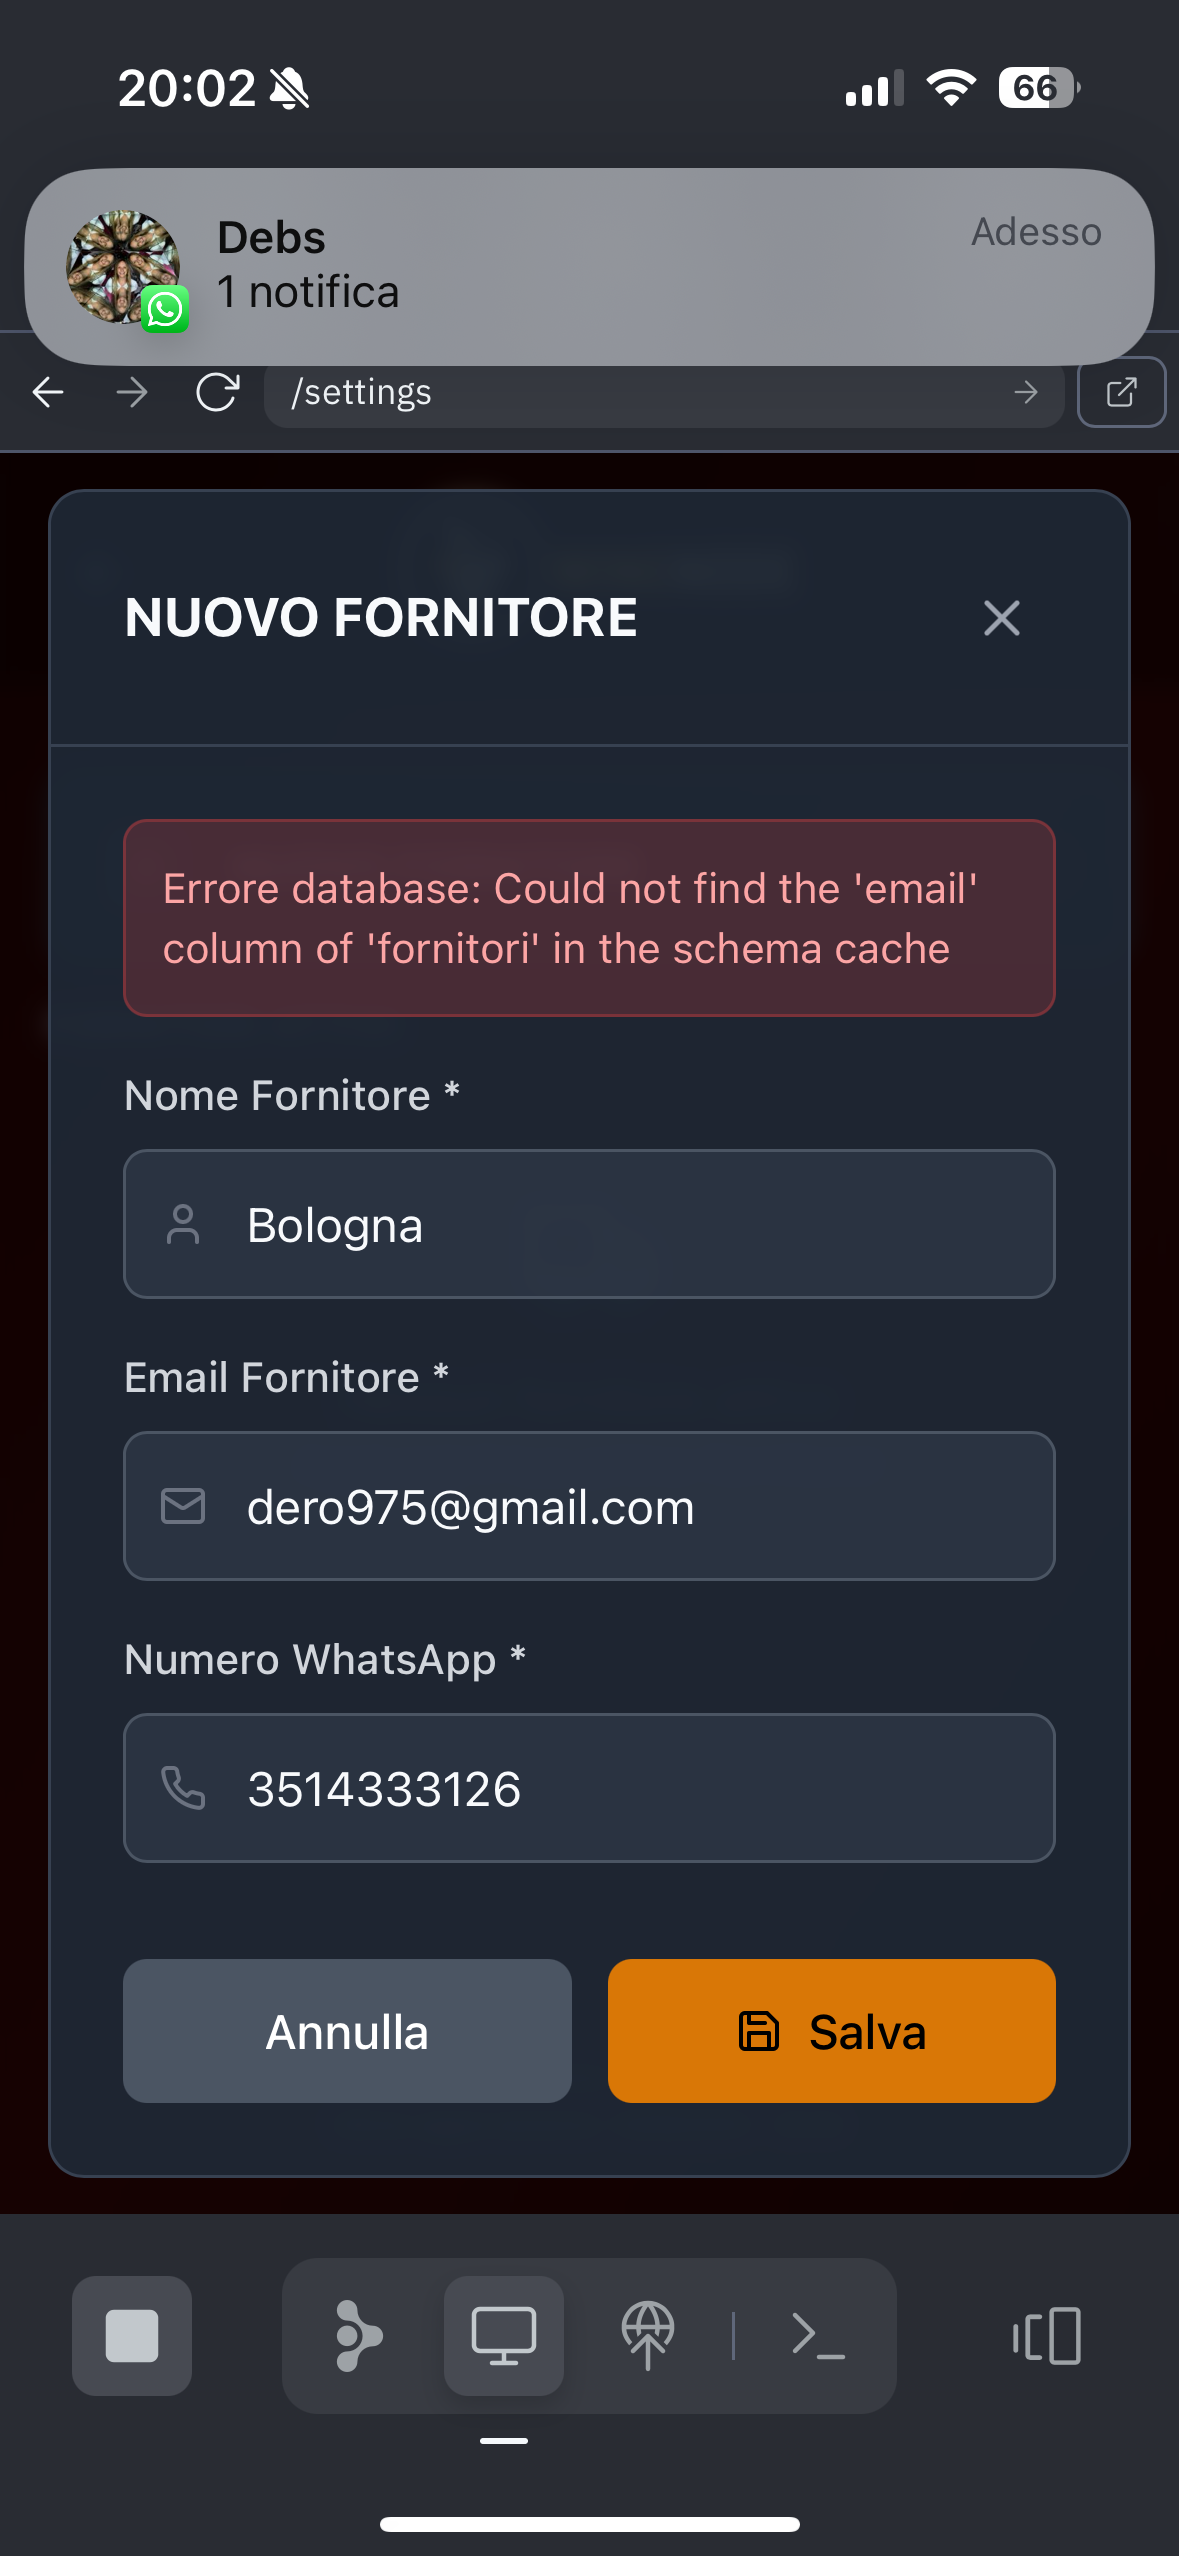 20:02
66
Debs
Adesso
1 notifica
/settings
NUOVO FORNITORE
Errore database: Could not find the 'email'
column of 'fornitori' in the schema cache
Nome Fornitore *
Bologna
Email Fornitore *
dero975@gmail.com
Numero WhatsApp *
3514333126
Annulla
Salva